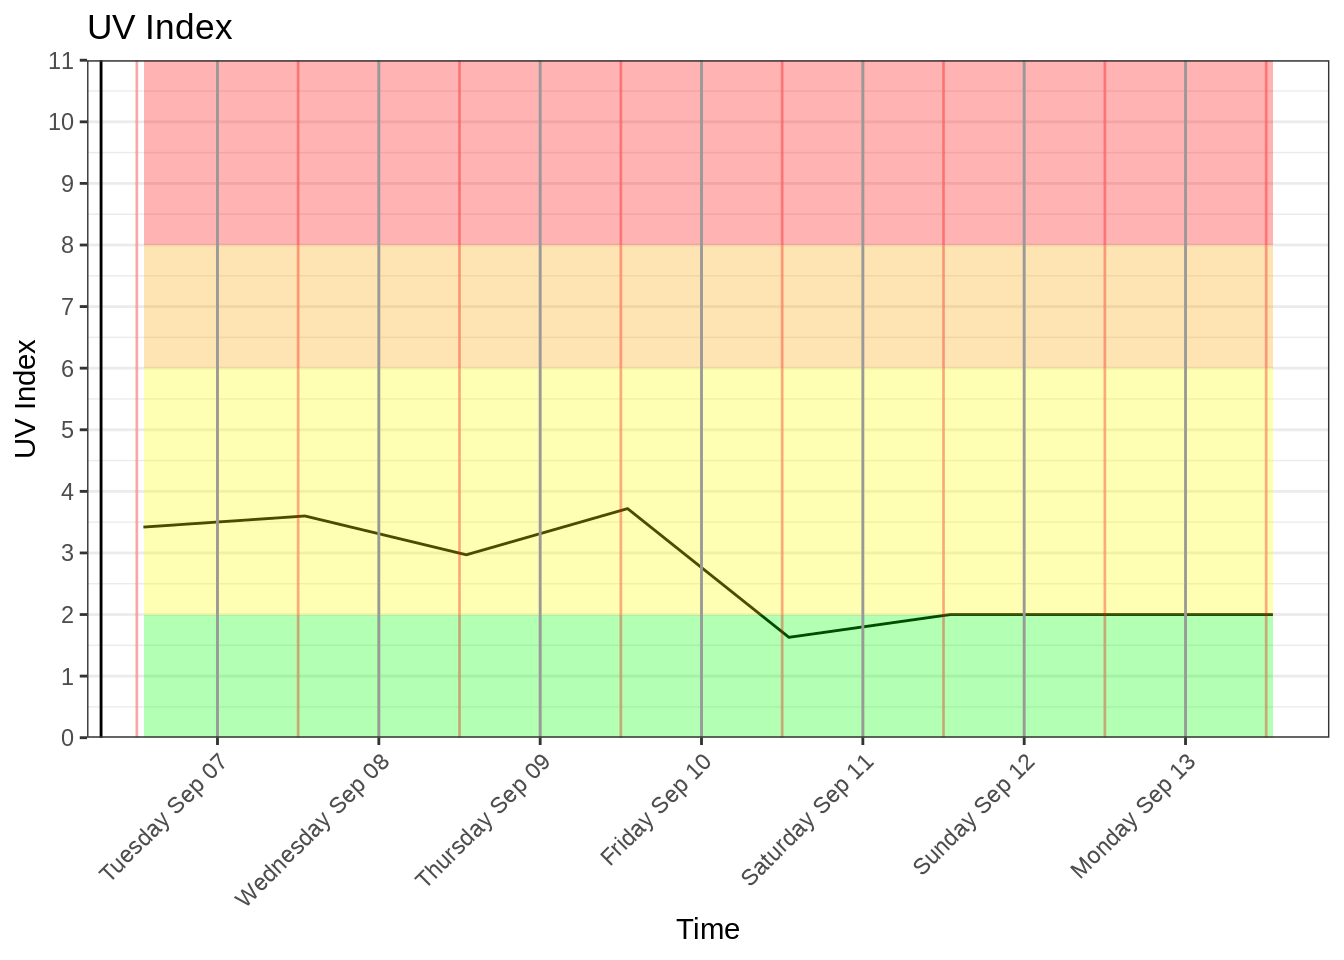 UV Index
11
10
9
8
7
6
5
4
3
2
1
0
UV Index
Tuesday Sep 07
Wednesday Sep 08
Thursday Sep 09
Friday Sep 10
Saturday Sep 11
Sunday Sep 12
Monday Sep 13
Time